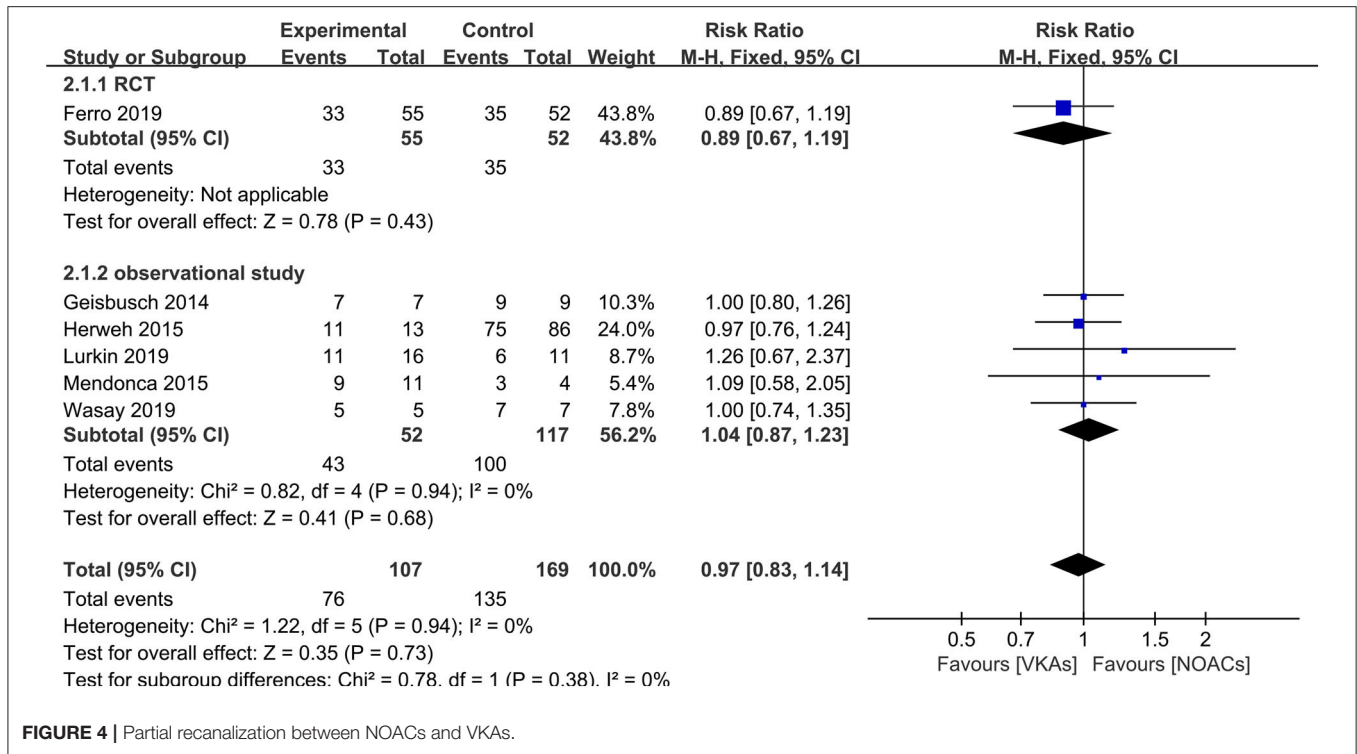 Experimental Control Risk Ratio Risk Ratio
Study or Subgroup Events Total Events Total Weight M-H, Fixed, 95% CI M-H, Fixed, 95% CI
2.1.1 RCT
Ferro 2019 33 55 35 52 43.8% 0.89 [0.67, 1.19]
Subtotal (95% CI) 55 52 43.8% 0.89 [0.67, 1.19]
Total events 33 35
Heterogeneity: Not applicable
Test for overall effect: Z = 0.78 (P = 0.43)
2.1.2 observational study
Geisbusch 2014 7 7 9 9 10.3% 1.00 [0.80, 1.26]
Herweh 2015 11 13 75 86 24.0% 0.97 [0.76, 1.24]
Lurkin 2019 11 16 6 11 8.7% 1.26 [0.67, 2.37]
Mendonca 2015 9 11 3 4 5.4% 1.09 [0.58, 2.05]
Wasay 2019 5 5 7 7 7.8% 1.00 [0.74, 1.35]
Subtotal (95% CI) 52 117 56.2% 1.04 [0.87, 1.23]
Total events 43 100
Heterogeneity: Chi² = 0.82, df = 4 (P = 0.94); I² = 0%
Test for overall effect: Z = 0.41 (P = 0.68)
Total (95% CI) 107 169 100.0% 0.97 [0.83, 1.14]
Total events 76 135
Heterogeneity: Chi² = 1.22, df = 5 (P = 0.94); I² = 0%
Test for overall effect: Z = 0.35 (P = 0.73)
Test for subgroup differences: Chi² = 0.78, df = 1 (P = 0.38), I² = 0%
0.5 0.7 1 1.5 2
Favours [VKAs] Favours [NOACs]
FIGURE 4 | Partial recanalization between NOACs and VKAs.